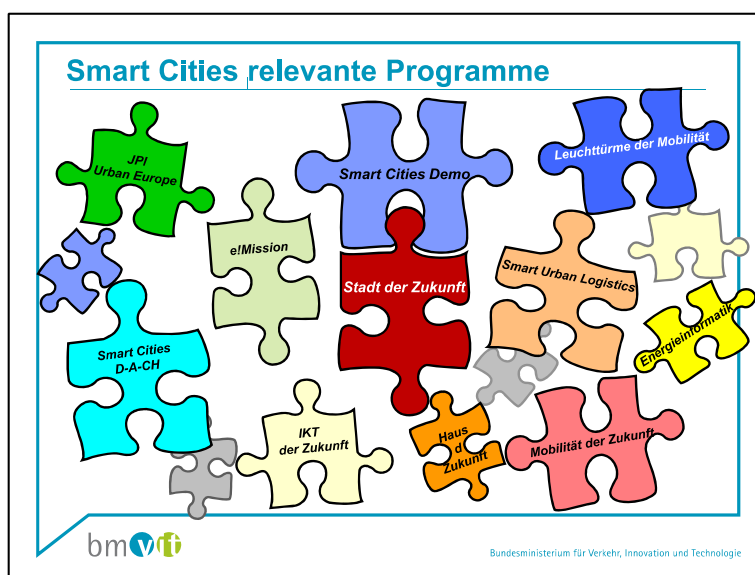 Smart Cities relevante Programme
JPI
Urban Europe
Smart Cities Demo
Leuchttürme der Mobilität
e!Mission
Stadt der Zukunft
Smart Urban Logistics
Energieinformatik
Smart Cities
D-A-CH
IKT
der Zukunft
Haus
d
Zukunft
Mobilität der Zukunft
bmvit
Bundesministerium für Verkehr, Innovation und Technologie